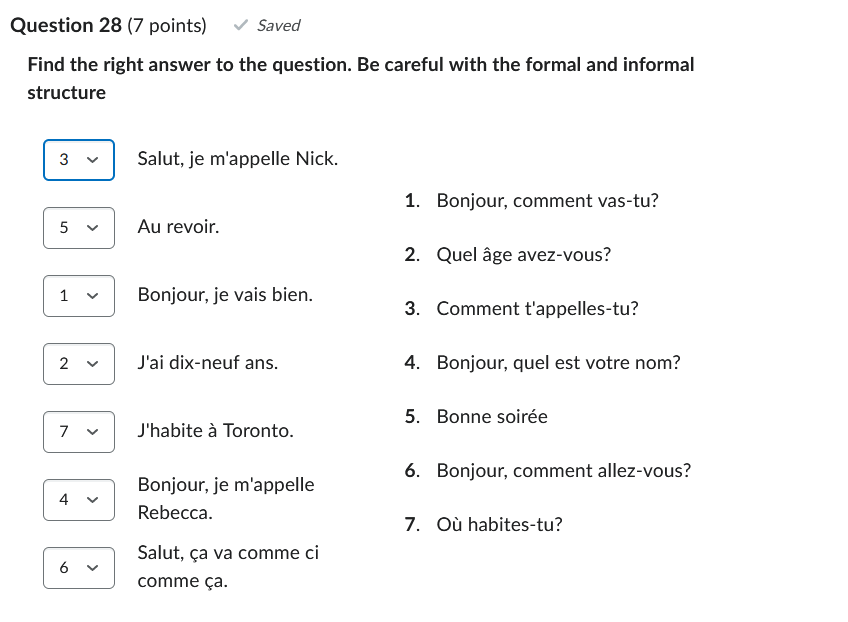 Question 28 (7 points) Saved
Find the right answer to the question. Be careful with the formal and informal
structure
3 Salut, je m'appelle Nick.
5 Au revoir.
1 Bonjour, je vais bien.
2 J'ai dix-neuf ans.
7 J'habite à Toronto.
4 Bonjour, je m'appelle
Rebecca.
6 Salut, ça va comme ci
comme ça.
1. Bonjour, comment vas-tu?
2. Quel âge avez-vous?
3. Comment t'appelles-tu?
4. Bonjour, quel est votre nom?
5. Bonne soirée
6. Bonjour, comment allez-vous?
7. Où habites-tu?